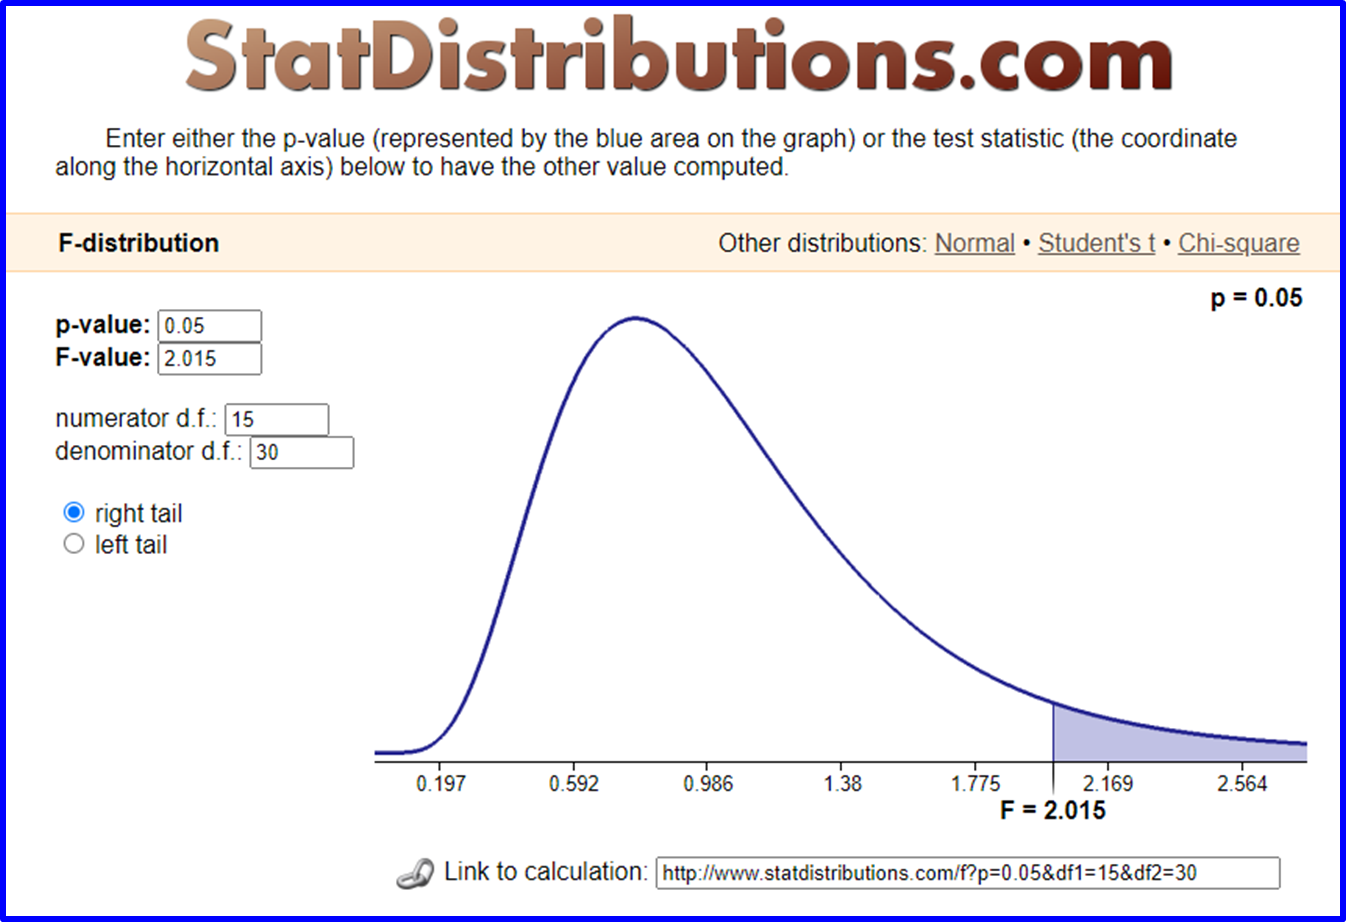 StatDistributions.com
Enter either the p-value (represented by the blue area on the graph) or the test statistic (the coordinate
along the horizontal axis) below to have the other value computed.
F-distribution
Other distributions: Normal • Student's t • Chi-square
p = 0.05
p-value: 0.05
F-value: 2.015
numerator d.f.: 15
denominator d.f.: 30
right tail
left tail
0.197 0.592 0.986 1.38 1.775 2.169 2.564
F = 2.015
Link to calculation: http://www.statdistributions.com/f?p=0.05&df1=15&df2=30